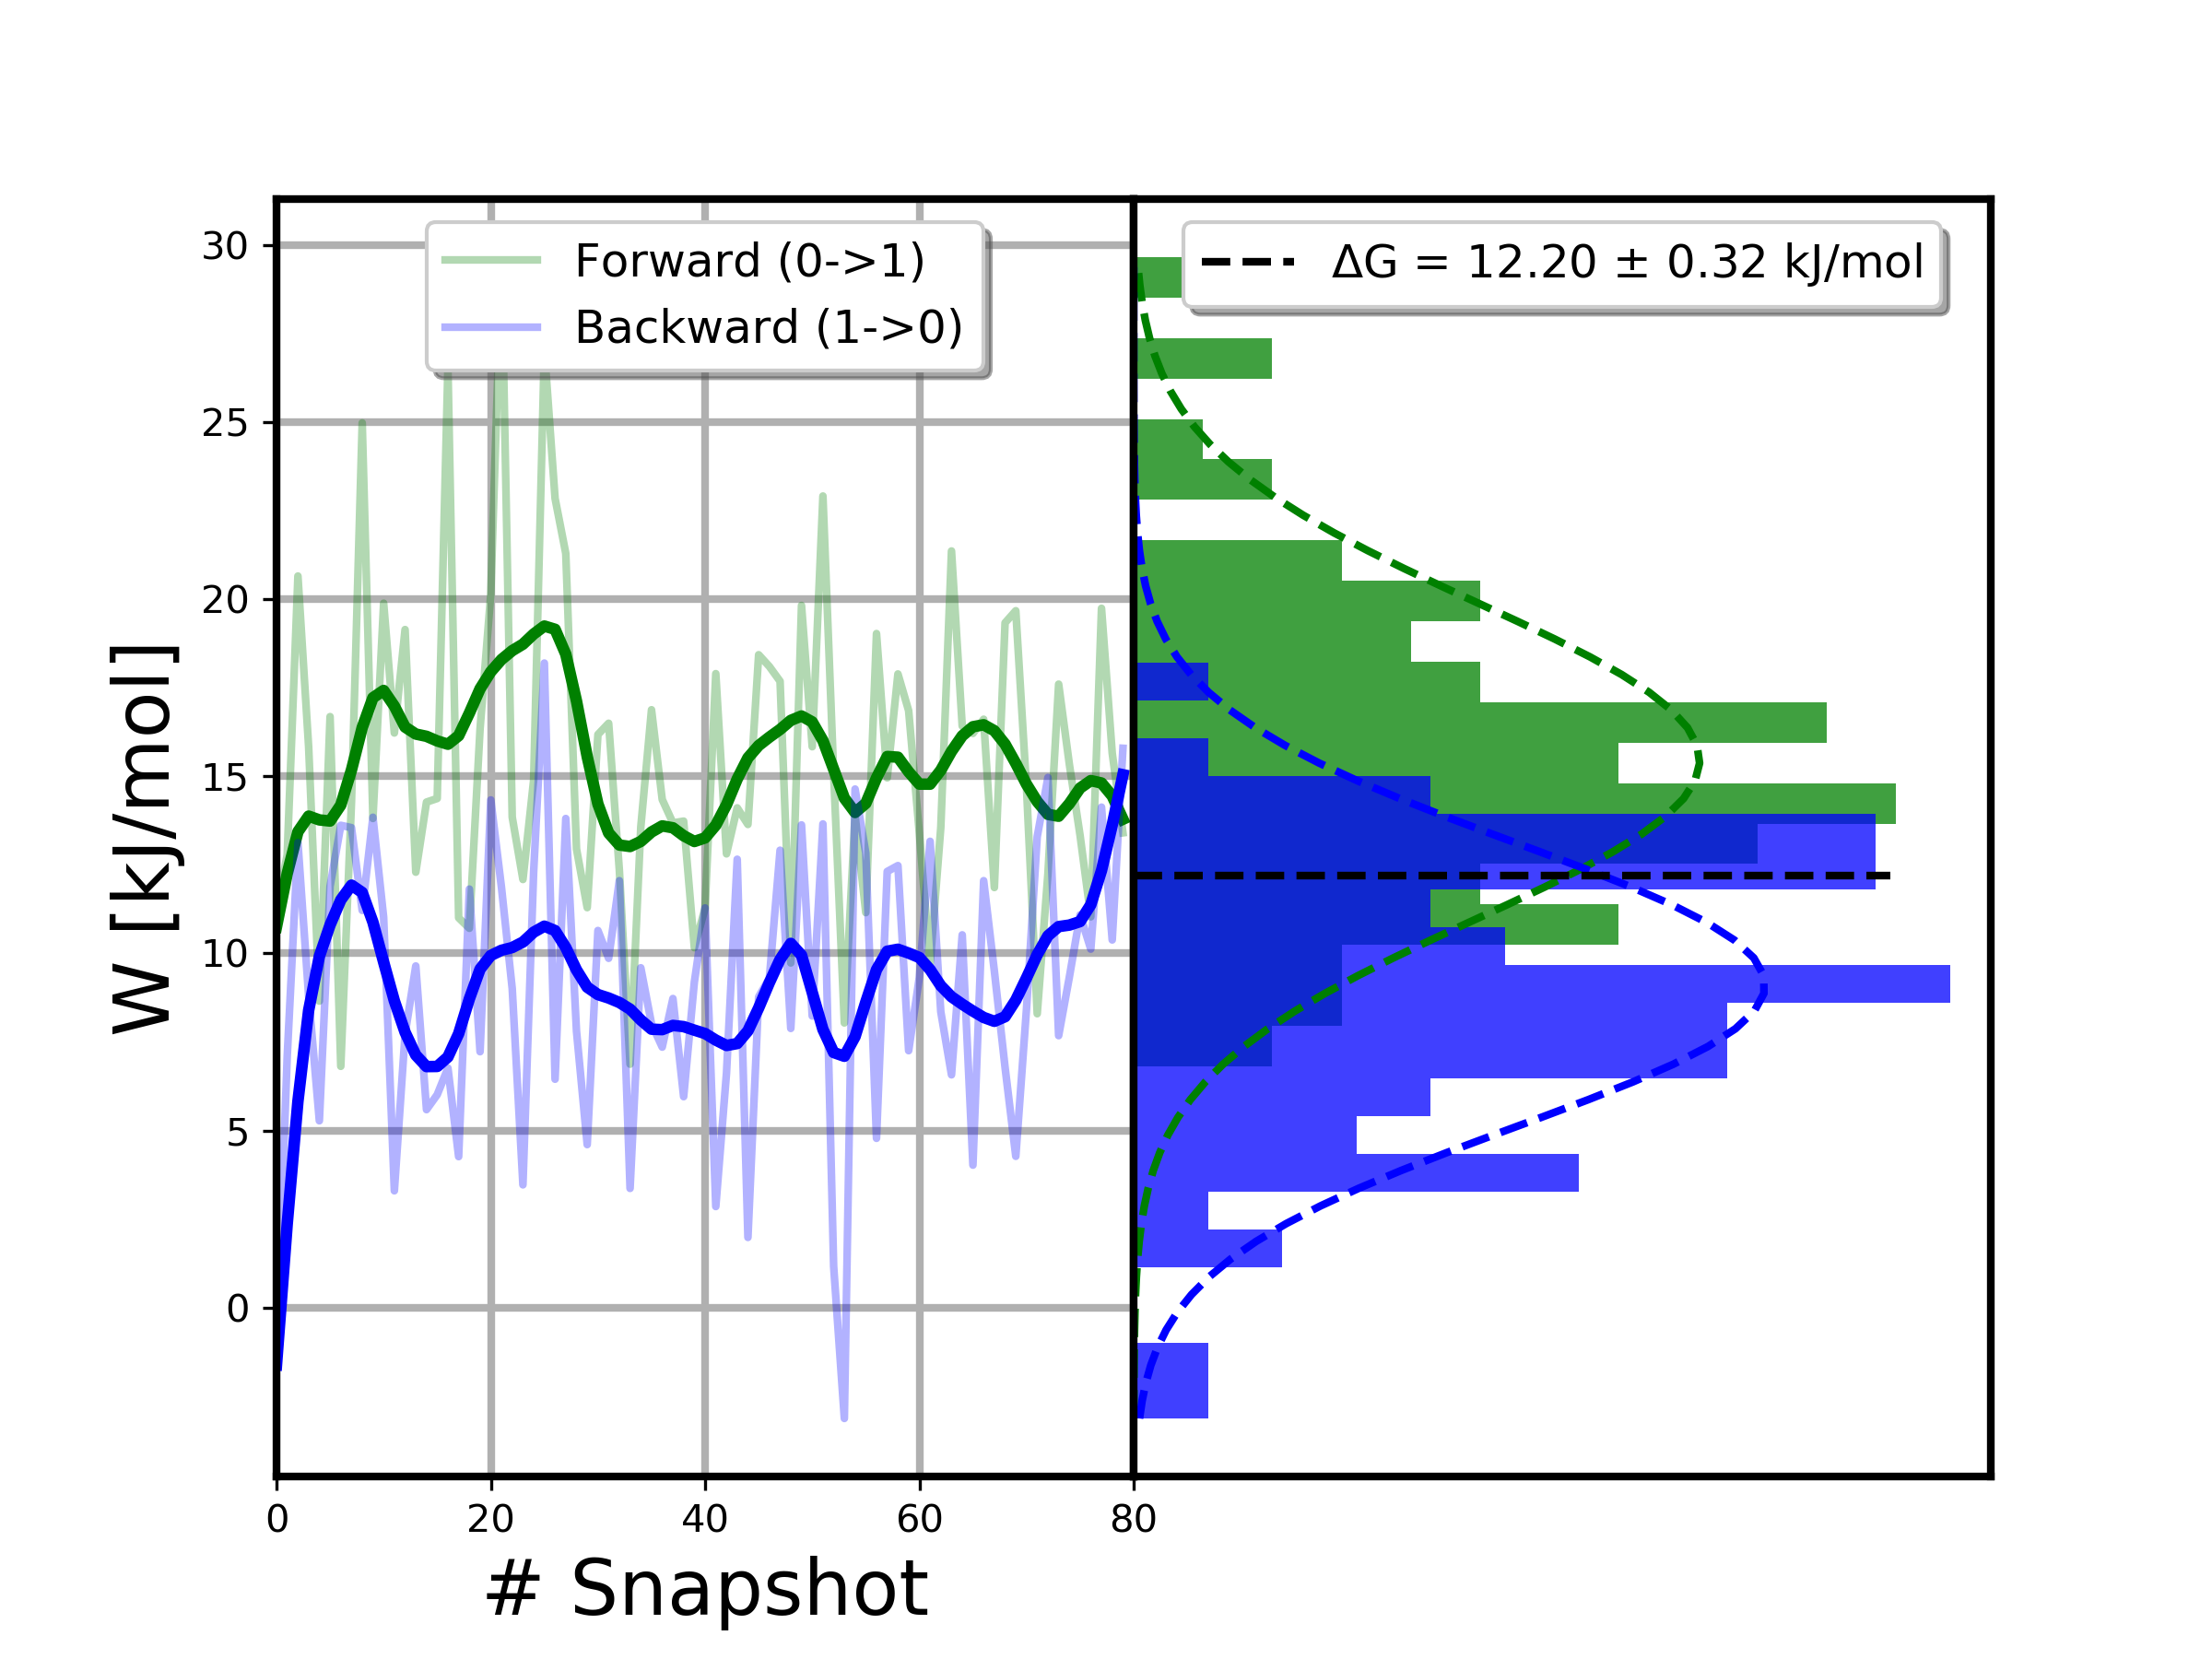 Forward (0->1)
Backward (1->0)
ΔG = 12.20 ± 0.32 kJ/mol
W [kJ/mol]
30
25
20
15
10
5
0
0 20 40 60 80
# Snapshot